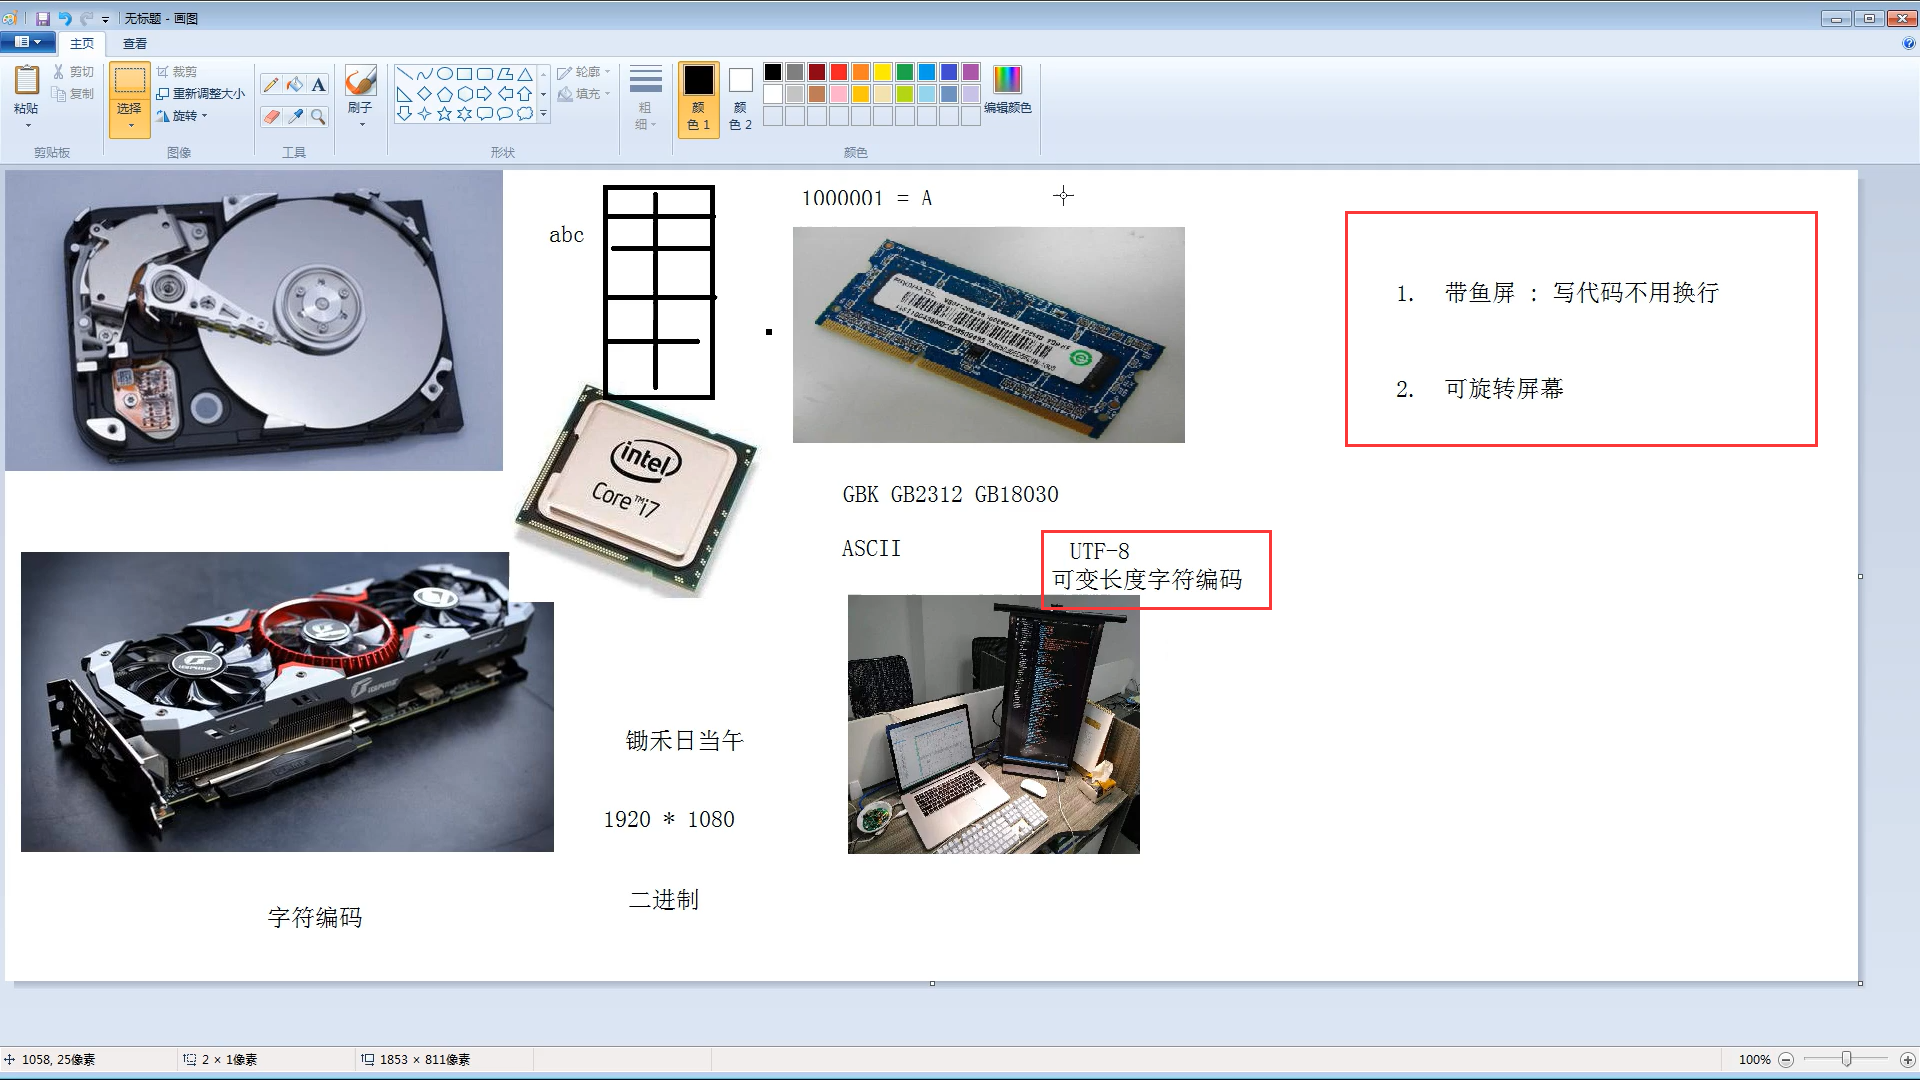 无标题 - 画图
主页
查看
粘贴
剪切
复制
剪贴板
选择
裁剪
重新调整大小
旋转
图像
A
工具
刷子
轮廓
填充
形状
粗细
颜色 1
颜色 2
编辑颜色
颜色
1000001 = A
abc
1. 带鱼屏 : 写代码不用换行
2. 可旋转屏幕
intel
Core™i7
GBK GB2312 GB18030
ASCII
UTF-8
可变长度字符编码
锄禾日当午
1920 * 1080
二进制
字符编码
1058, 25像素
2 × 1像素
1853 × 811像素
100%